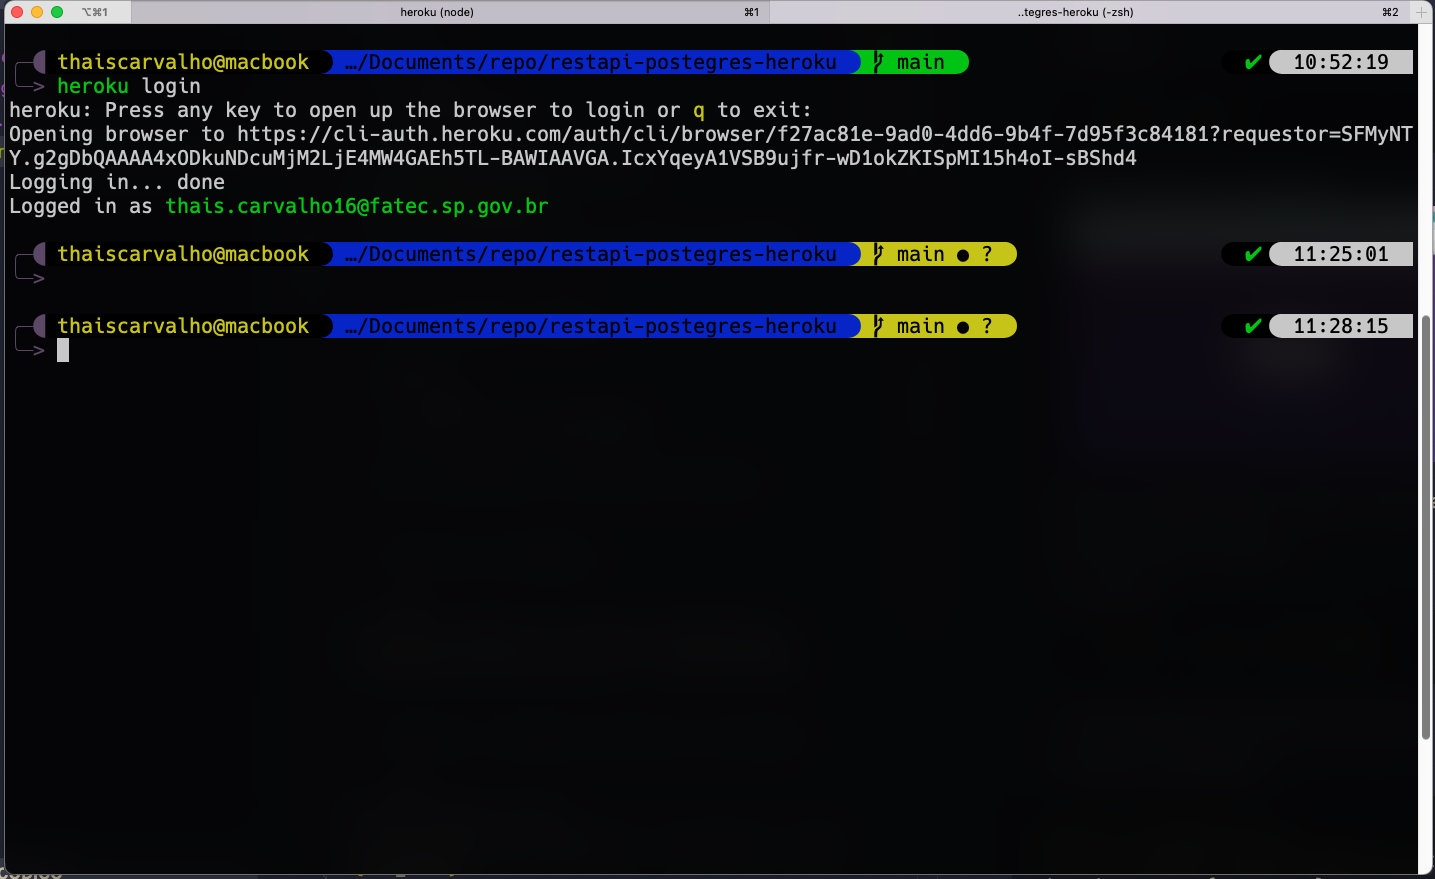 ⌥⌘1 heroku (node) ⌘1 ..tegres-heroku (-zsh) ⌘2
thaiscarvalho@macbook …/Documents/repo/restapi-postegres-heroku main ✔ 10:52:19
> heroku login
heroku: Press any key to open up the browser to login or q to exit:
Opening browser to https://cli-auth.heroku.com/auth/cli/browser/f27ac81e-9ad0-4dd6-9b4f-7d95f3c84181?requestor=SFMyNT
Y.g2gDbQAAAA4xODkuNDcuMjM2LjE4MW4GAEh5TL-BAWIAAVGA.IcxYqeyA1VSB9ujfr-wD1okZKISpMI15h4oI-sBShd4
Logging in... done
Logged in as thais.carvalho16@fatec.sp.gov.br
thaiscarvalho@macbook …/Documents/repo/restapi-postegres-heroku main ● ? ✔ 11:25:01
>
thaiscarvalho@macbook …/Documents/repo/restapi-postegres-heroku main ● ? ✔ 11:28:15
>